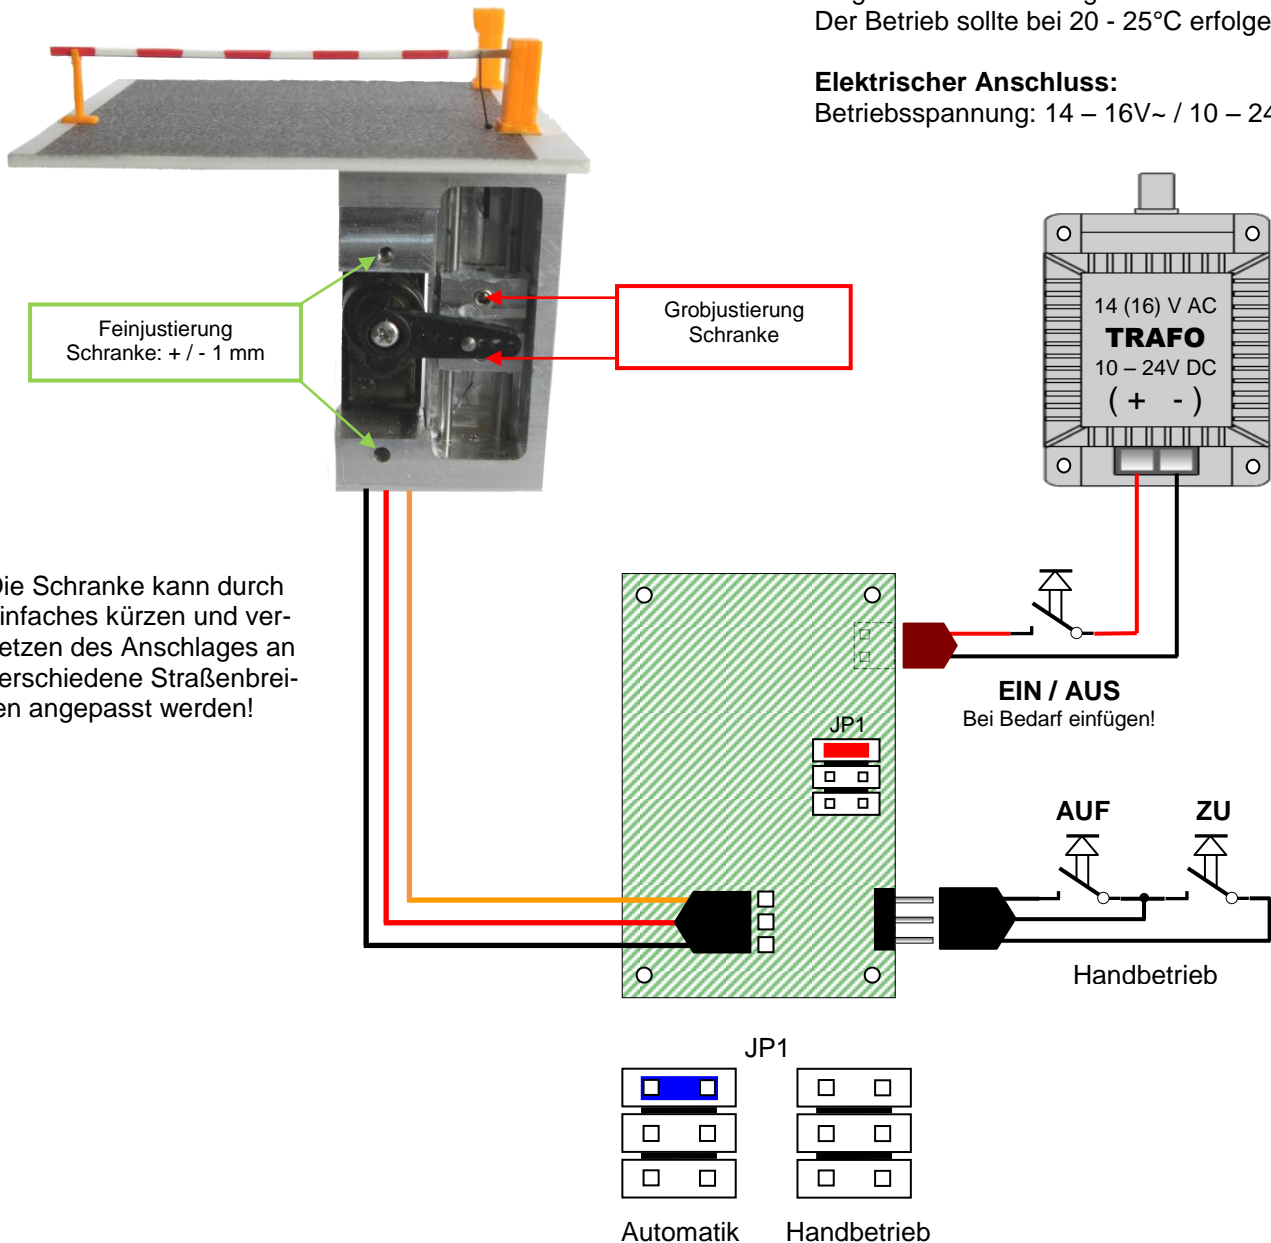 Der Betrieb sollte bei 20 - 25°C erfolge
Elektrischer Anschluss:
Betriebsspannung: 14 – 16V~ / 10 – 24
14 (16) V AC
TRAFO
10 – 24V DC
( + - )
Feinjustierung
Schranke: + / - 1 mm
Grobjustierung
Schranke
Die Schranke kann durch
infaches kürzen und ver-
etzen des Anschlages an
erschiedene Straßenbrei-
en angepasst werden!
EIN / AUS
Bei Bedarf einfügen!
JP1
AUF ZU
Handbetrieb
JP1
Automatik Handbetrieb